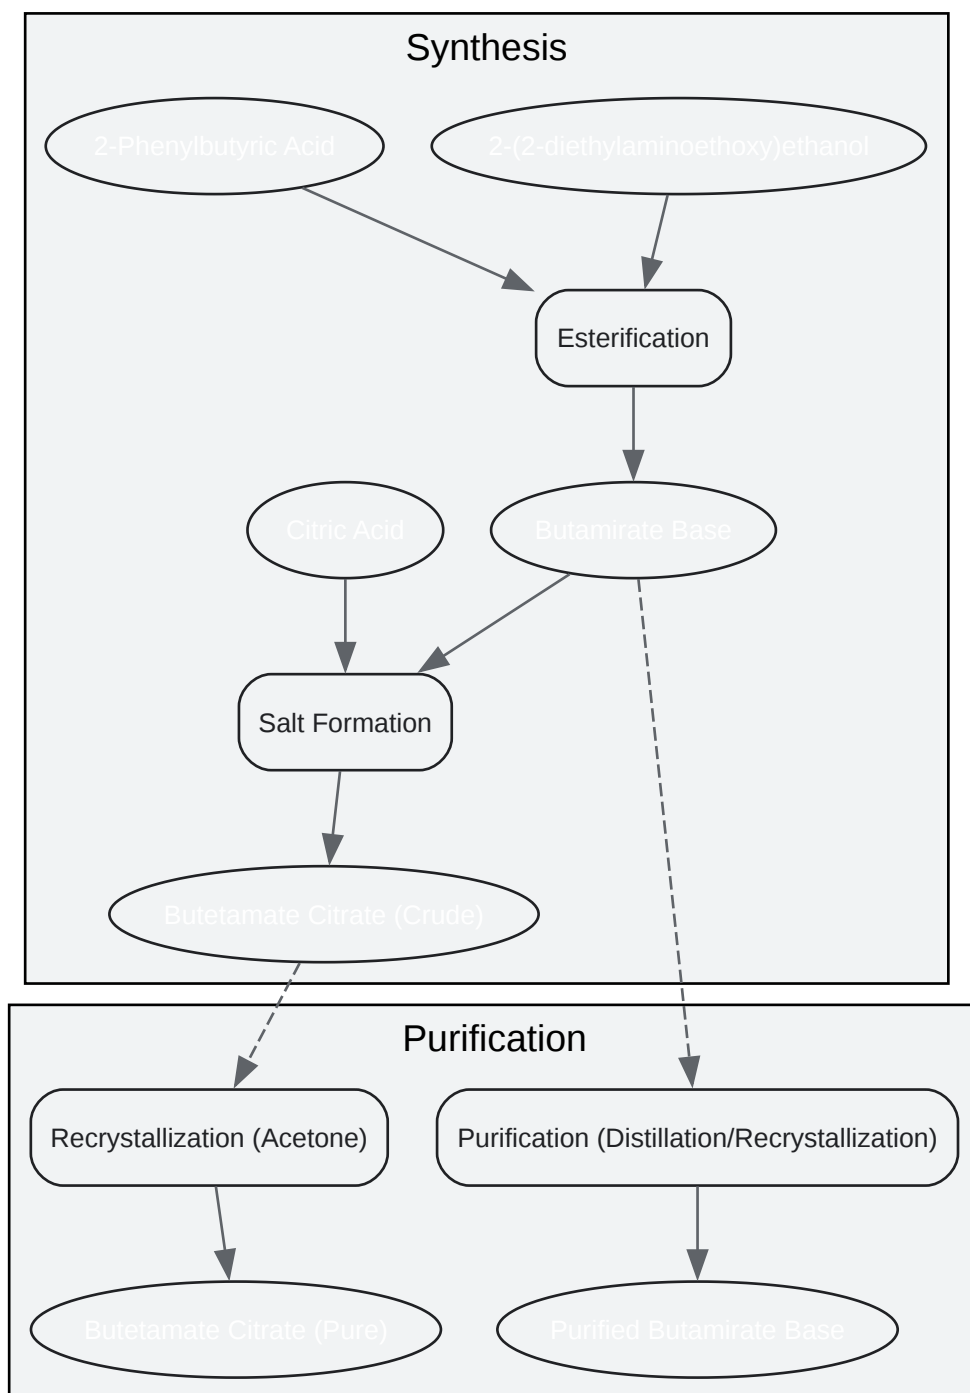 Synthesis
2-Phenylbutyric Acid
2-(2-diethylaminoethoxy)ethanol
Esterification
Citric Acid
Butamirate Base
Salt Formation
Butetamate Citrate (Crude)
Purification
Recrystallization (Acetone)
Purification (Distillation/Recrystallization)
Butetamate Citrate (Pure)
Purified Butamirate Base